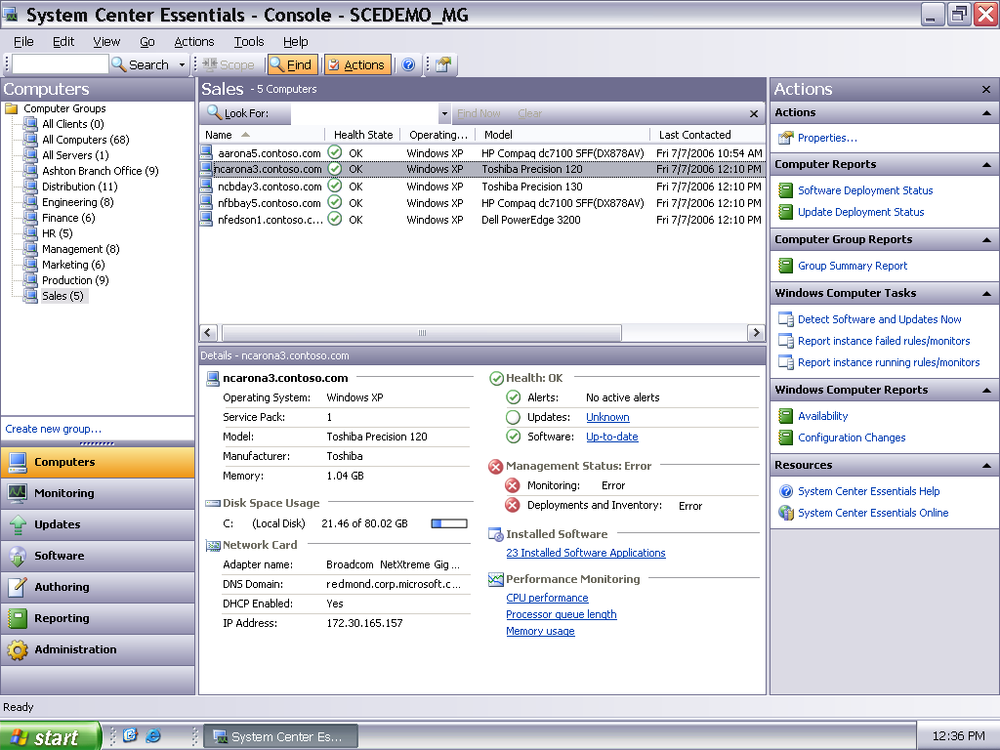 System Center Essentials - Console - SCEDEMO_MG
File Edit View Go Actions Tools Help
Search Scope Find Actions
Computers
Computer Groups
All Clients (0)
All Computers (68)
All Servers (1)
Ashton Branch Office (9)
Distribution (11)
Engineering (8)
Finance (6)
HR (5)
Management (8)
Marketing (6)
Production (9)
Sales (5)
Create new group...
Computers
Monitoring
Updates
Software
Authoring
Reporting
Administration
Sales - 5 Computers
Look For: Find Now Clear
Name Health State Operating... Model Last Contacted
aarona5.contoso.com OK Windows XP HP Compaq dc7100 SFF(DX878AV) Fri 7/7/2006 10:54 AM
ncarona3.contoso.com OK Windows XP Toshiba Precision 120 Fri 7/7/2006 12:10 PM
ncbday3.contoso.com OK Windows XP Toshiba Precision 130 Fri 7/7/2006 12:10 PM
nfbbay5.contoso.com OK Windows XP HP Compaq dc7100 SFF(DX878AV) Fri 7/7/2006 12:10 PM
nfedson1.contoso.c... OK Windows XP Dell PowerEdge 3200 Fri 7/7/2006 12:10 PM
Details - ncarona3.contoso.com
ncarona3.contoso.com
Operating System: Windows XP
Service Pack: 1
Model: Toshiba Precision 120
Manufacturer: Toshiba
Memory: 1.04 GB
Disk Space Usage
C: (Local Disk) 21.46 of 80.02 GB
Network Card
Adapter name: Broadcom NetXtreme Gig ...
DNS Domain: redmond.corp.microsoft.c...
DHCP Enabled: Yes
IP Address: 172.30.165.157
Health: OK
Alerts: No active alerts
Updates: Unknown
Software: Up-to-date
Management Status: Error
Monitoring: Error
Deployments and Inventory: Error
Installed Software
23 Installed Software Applications
Performance Monitoring
CPU performance
Processor queue length
Memory usage
Actions
Actions
Properties...
Computer Reports
Software Deployment Status
Update Deployment Status
Computer Group Reports
Group Summary Report
Windows Computer Tasks
Detect Software and Updates Now
Report instance failed rules/monitors
Report instance running rules/monitors
Windows Computer Reports
Availability
Configuration Changes
Resources
System Center Essentials Help
System Center Essentials Online
Ready
start System Center Es... 12:36 PM